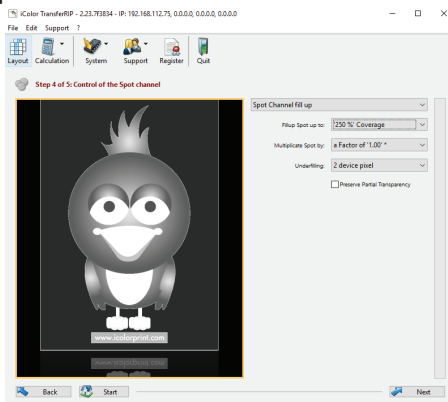 iColor TransferRIP - 2.23.7f3834 - IP: 192.168.112.75, 0.0.0.0, 0.0.0.0, 0.0.0.0
File Edit Support ?
Layout Calculation System Support Register Quit
Step 4 of 5: Control of the Spot channel
Spot Channel fill up
Fillup Spot up to: '250 %' Coverage
Multiplicate Spot by: a Factor of '1.00' *
Underfilling: 2 device pixel
Preserve Partial Transparency
www.icolorprint.com
www.icolorprint.com
Back Start Next